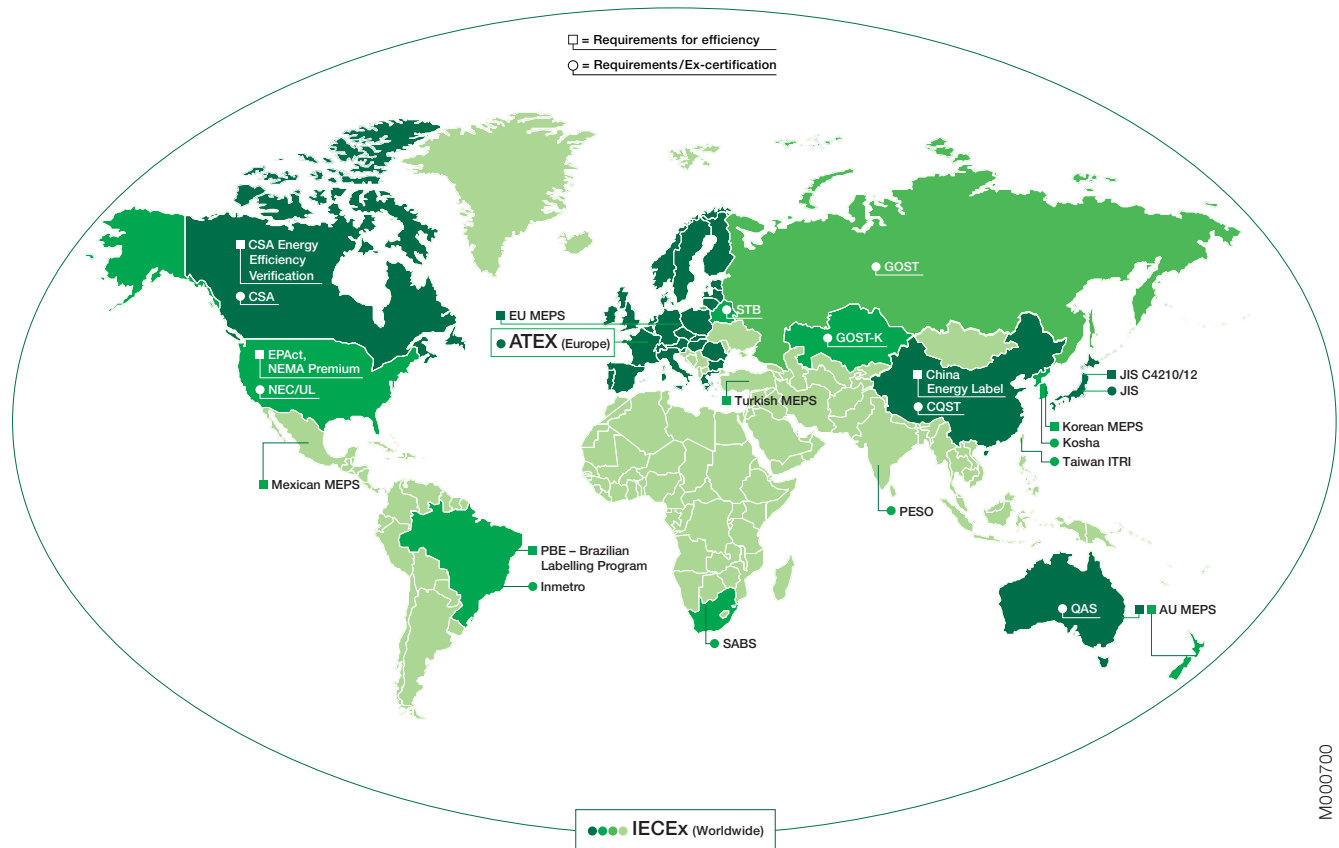 = Requirements for efficiency
= Requirements/Ex-certification
CSA Energy
Efficiency
Verification
CSA
EPAct,
NEMA Premium
NEC/UL
Mexican MEPS
PBE – Brazilian
Labelling Program
Inmetro
EU MEPS
ATEX (Europe)
STB
GOST
GOST-K
Turkish MEPS
China
Energy Label
CQST
JIS C4210/12
JIS
Korean MEPS
Kosha
Taiwan ITRI
PESO
SABS
QAS
AU MEPS
IECEx (Worldwide)
M000700